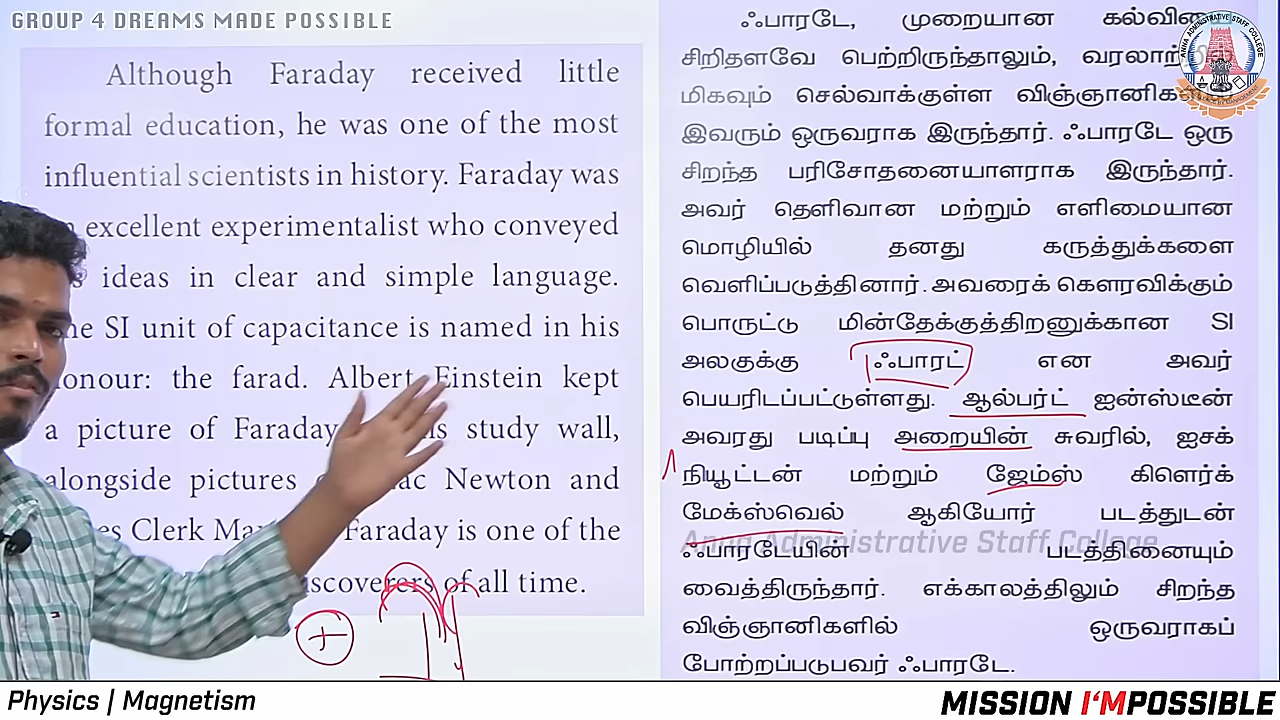 GROUP 4 DREAMS MADE POSSIBLE
Although Faraday received little
formal education, he was one of the most
influential scientists in history. Faraday was
excellent experimentalist who conveyed
ideas in clear and simple language.
SI unit of capacitance is named in his
honour: the farad. Albert Einstein kept
a picture of Faraday study wall,
alongside pictures Newton and
Clerk Faraday is one of the
of all time.
ஃபாரடே, முறையான
சிறிதளவே பெற்றிருந்தாலும்,
மிகவும் செல்வாக்குள்ள
இவரும் ஒருவராக இருந்தார். ஃபாரடே ஒரு
சிறந்த பரிசோதனையாளராக இருந்தார்.
அவர் தெளிவான மற்றும் எளிமையான
மொழியில் தனது கருத்துக்களை
வெளிப்படுத்தினார். அவரைக் கௌரவிக்கும்
பொருட்டு மின்தேக்குத்திறனுக்கான SI
அலகுக்கு ஃபாரட் என அவர்
பெயரிடப்பட்டுள்ளது. ஆல்பர்ட் ஐன்ஸ்டீன்
அவரது படிப்பு அறையின் சுவரில், ஐசக்
நியூட்டன் மற்றும் ஜேம்ஸ் கிளெர்க்
மேக்ஸ்வெல் ஆகியோர் படத்துடன்
Anna Administrative Staff College
ஃபாரடேயின் படத்தினையும்
வைத்திருந்தார். எக்காலத்திலும் சிறந்த
விஞ்ஞானிகளில் ஒருவராகப்
போற்றப்படுபவர் ஃபாரடே.
Physics | Magnetism
MISSION I'MPOSSIBLE